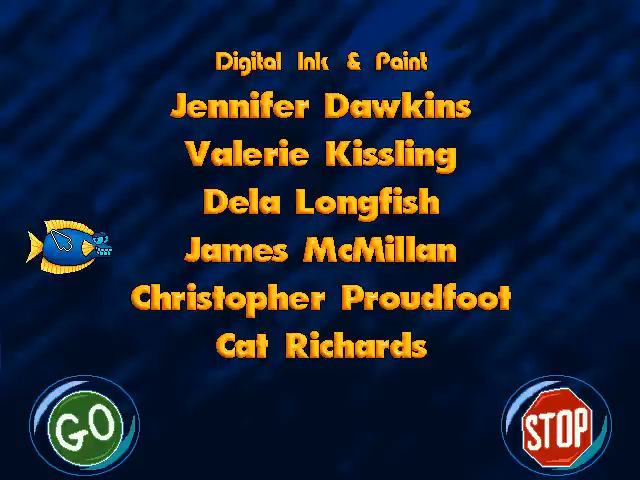 Digital Ink & Paint
Jennifer Dawkins
Valerie Kissling
Dela Longfish
James McMillan
Christopher Proudfoot
Cat Richards
GO
STOP